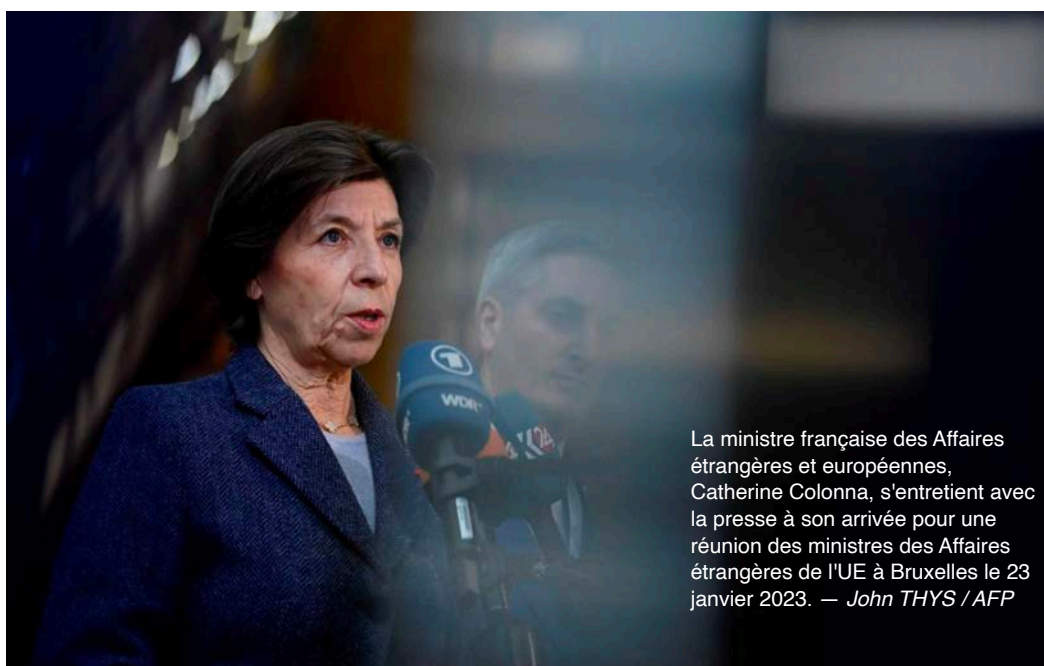 WDR
24
La ministre française des Affaires
étrangères et européennes,
Catherine Colonna, s'entretient avec
la presse à son arrivée pour une
réunion des ministres des Affaires
étrangères de l'UE à Bruxelles le 23
janvier 2023. — John THYS / AFP